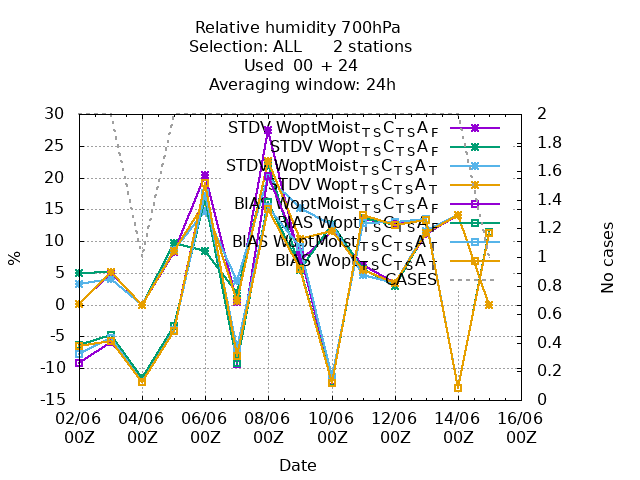 Relative humidity 700hPa
Selection: ALL 2 stations
Used 00 + 24
Averaging window: 24h
30 2
STDV WoptMoist_TS C_TS A_F
25 1.8
STDV Wopt_TS C_TS A_F
STDV WoptMoist_TS C_TS A_T
20 1.6
STDV Wopt_TS C_TS A_T
15 1.4
BIAS WoptMoist_TS C_TS A_F
BIAS Wopt_TS C_TS A_F
10 1.2
BIAS WoptMoist_TS C_TS A_T
BIAS Wopt_TS C_TS A_T
5 1
CASES
0 0.8
-5 0.6 0.4
-10 0.2
-15 0
%
No cases
02/06 04/06 06/06 08/06 10/06 12/06 14/06 16/06
00Z 00Z 00Z 00Z 00Z 00Z 00Z 00Z
Date